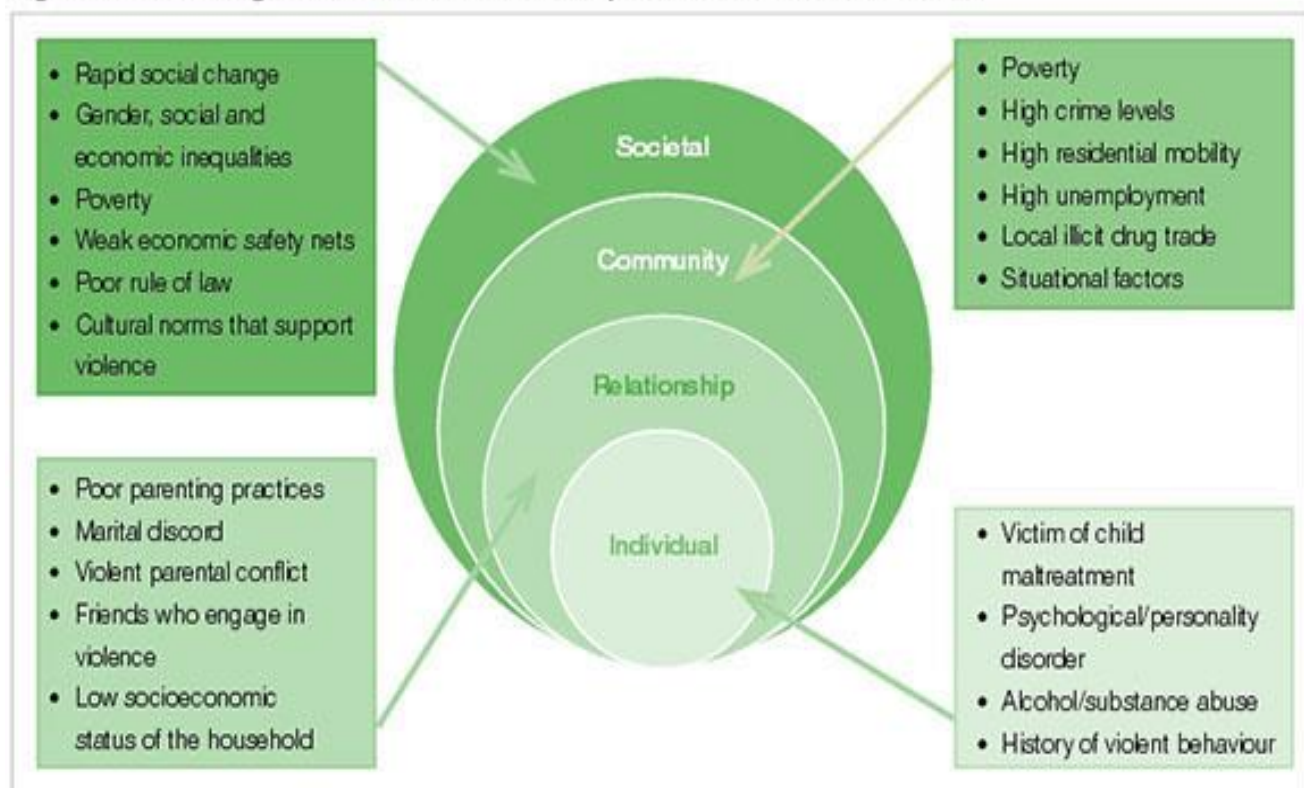 • Rapid social change
• Gender, social and
economic inequalities
• Poverty
• Weak economic safety nets
• Poor rule of law
• Cultural norms that support
violence
Societal
Community
Relationship
Individual
• Poverty
• High crime levels
• High residential mobility
• High unemployment
• Local illicit drug trade
• Situational factors
• Poor parenting practices
• Marital discord
• Violent parental conflict
• Friends who engage in
violence
• Low socioeconomic
status of the household
• Victim of child
maltreatment
• Psychological/personality
disorder
• Alcohol/substance abuse
• History of violent behaviour